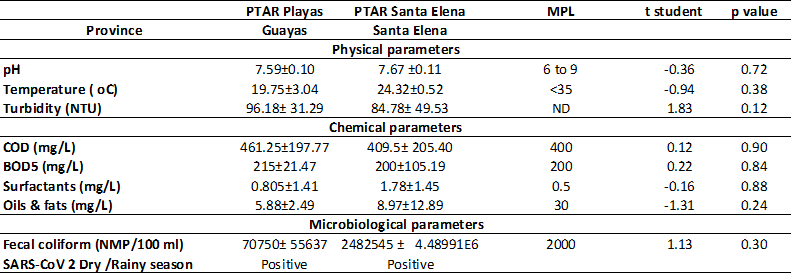 PTAR Playas PTAR Santa Elena MPL t student p value
Province Guayas Santa Elena
Physical parameters
pH 7.59±0.10 7.67 ±0.11 6 to 9 -0.36 0.72
Temperature ( oC) 19.75±3.04 24.32±0.52 <35 -0.94 0.38
Turbidity (NTU) 96.18± 31.29 84.78± 49.53 ND 1.83 0.12
Chemical parameters
COD (mg/L) 461.25±197.77 409.5± 205.40 400 0.12 0.90
BOD5 (mg/L) 215±21.47 200±105.19 200 0.22 0.84
Surfactants (mg/L) 0.805±1.41 1.78±1.45 0.5 -0.16 0.88
Oils & fats (mg/L) 5.88±2.49 8.97±12.89 30 -1.31 0.24
Microbiological parameters
Fecal coliform (NMP/100 ml) 70750± 55637 2482545 ± 4.48991E6 2000 1.13 0.30
SARS-CoV 2 Dry /Rainy season Positive Positive